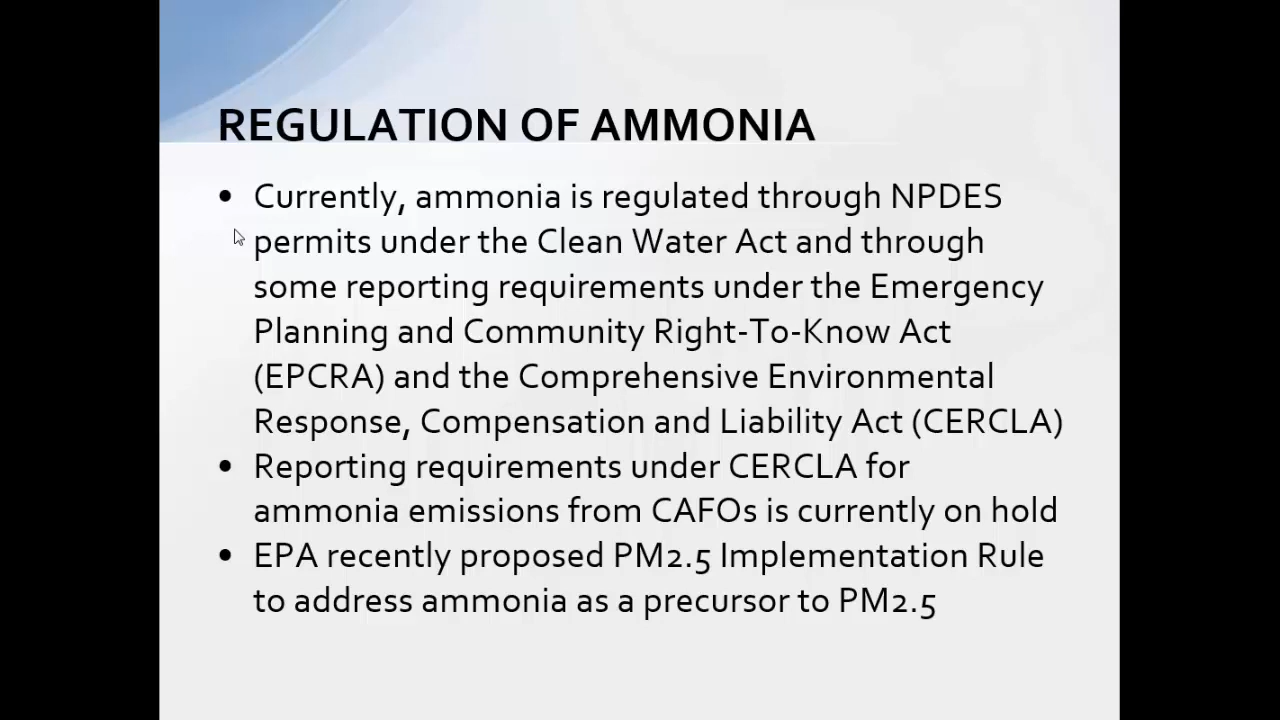 REGULATION OF AMMONIA
• Currently, ammonia is regulated through NPDES
permits under the Clean Water Act and through
some reporting requirements under the Emergency
Planning and Community Right-To-Know Act
(EPCRA) and the Comprehensive Environmental
Response, Compensation and Liability Act (CERCLA)
• Reporting requirements under CERCLA for
ammonia emissions from CAFOs is currently on hold
• EPA recently proposed PM2.5 Implementation Rule
to address ammonia as a precursor to PM2.5